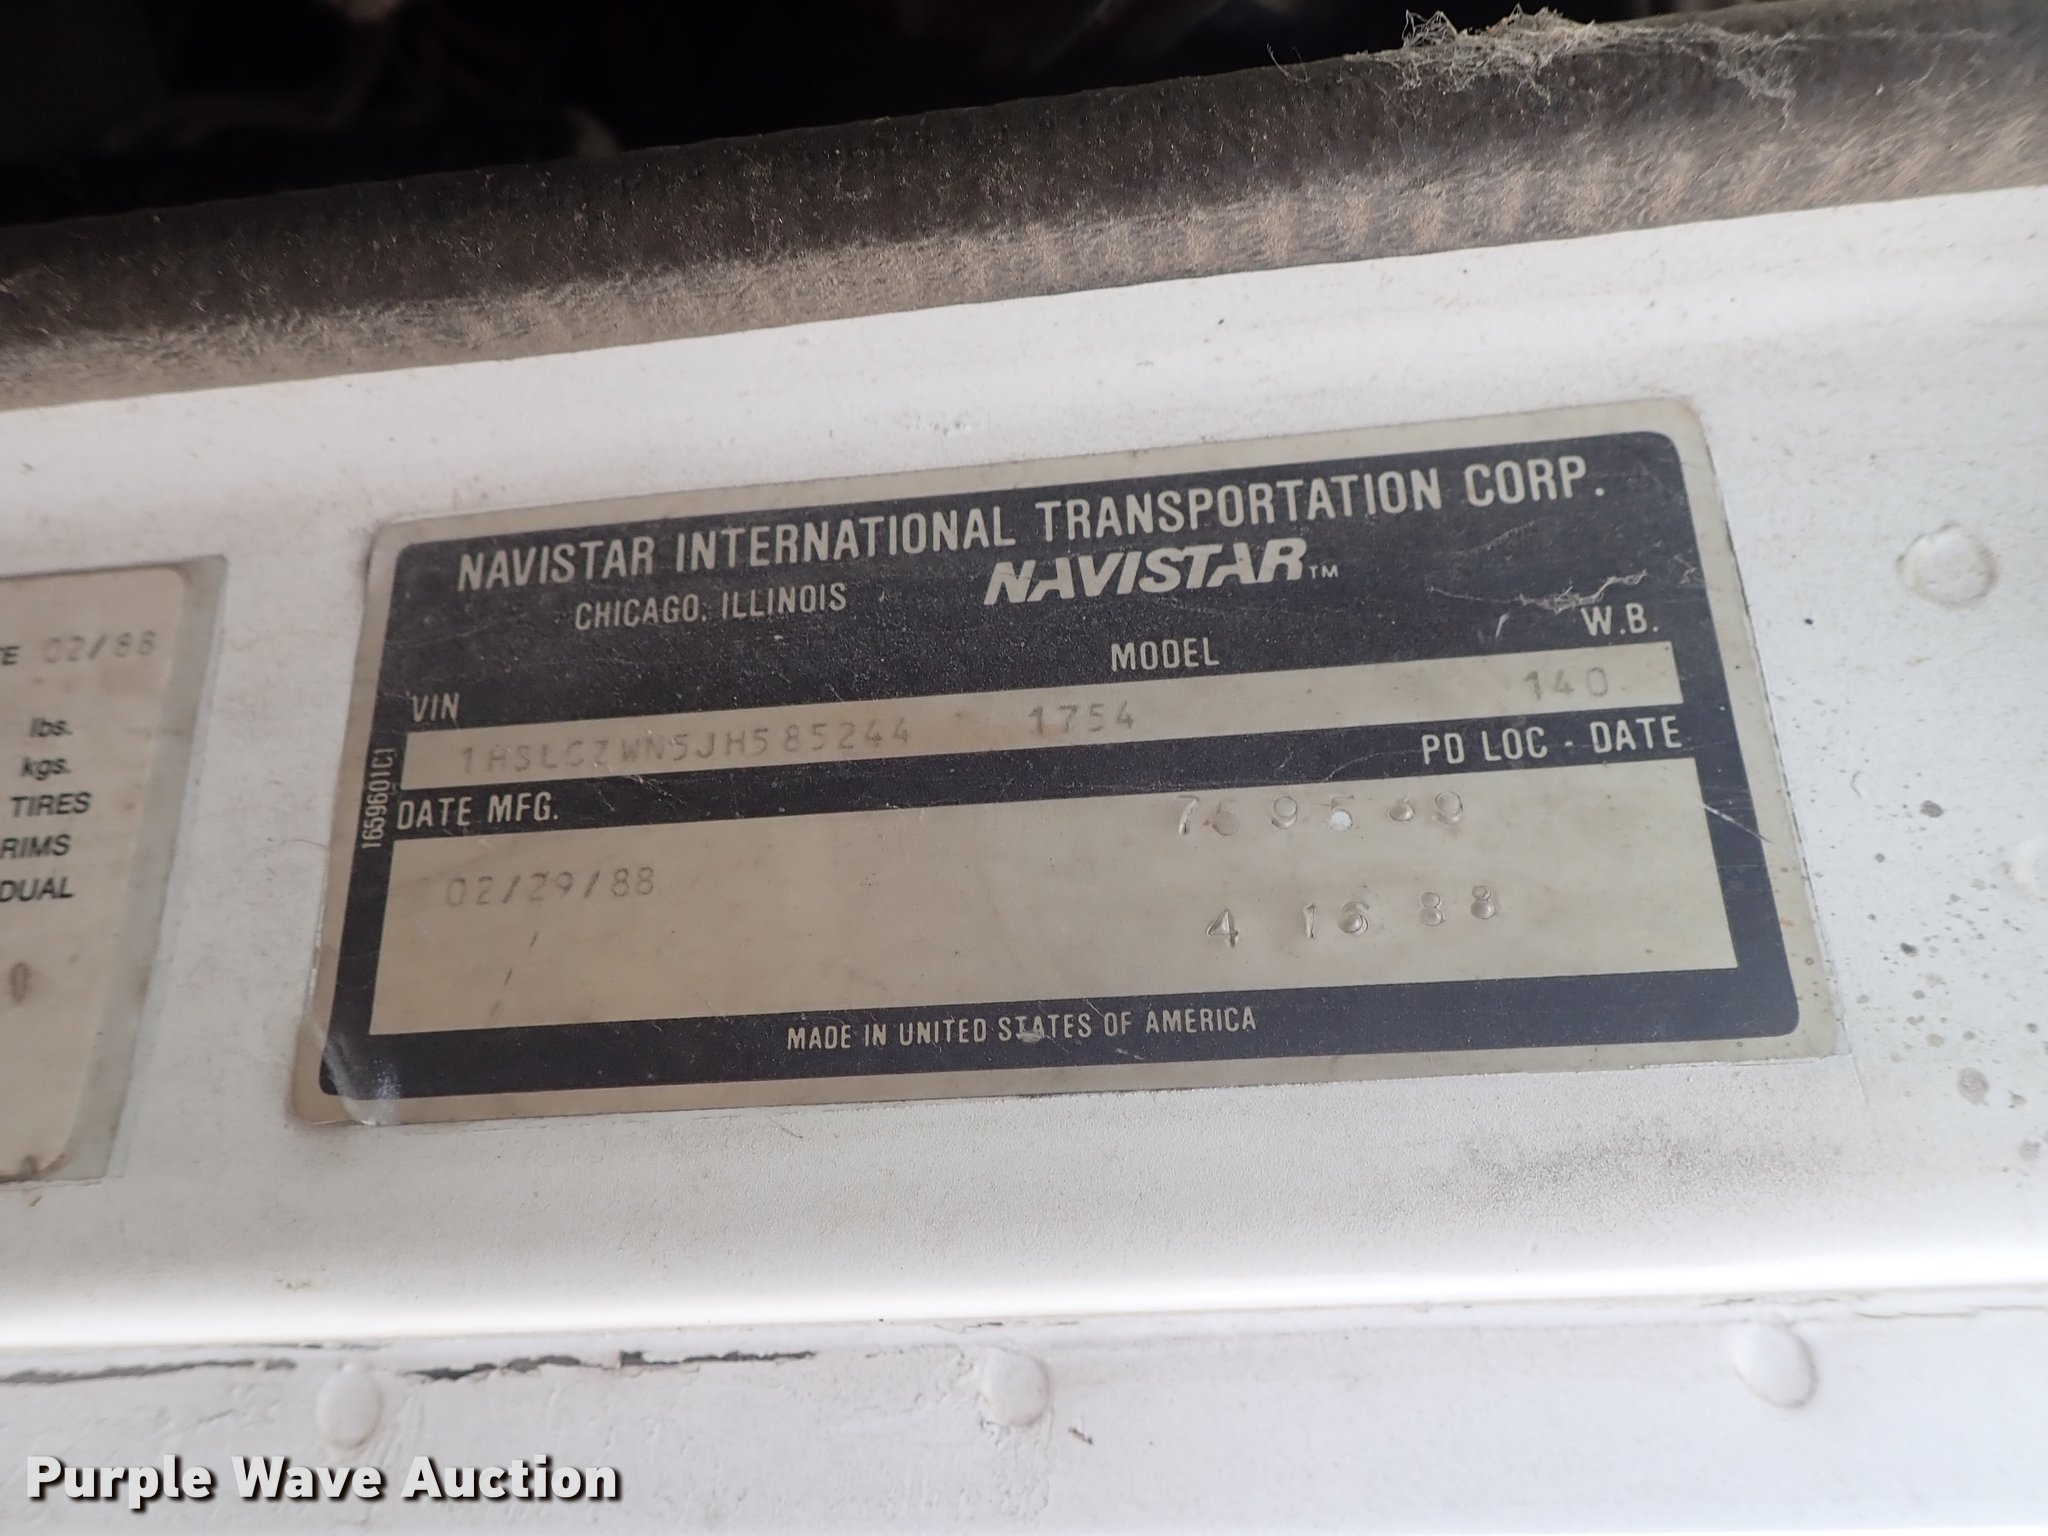 NAVISTAR INTERNATIONAL TRANSPORTATION CORP.
CHICAGO, ILLINOIS NAVISTAR™
VIN MODEL W.B.
1HSLGZWN5JH585244 1754 140
DATE MFG. PD LOC - DATE
02/29/88
4 16 88
1659601C1
MADE IN UNITED STATES OF AMERICA
02/88
lbs.
kgs.
TIRES
RIMS
DUAL
Purple Wave Auction